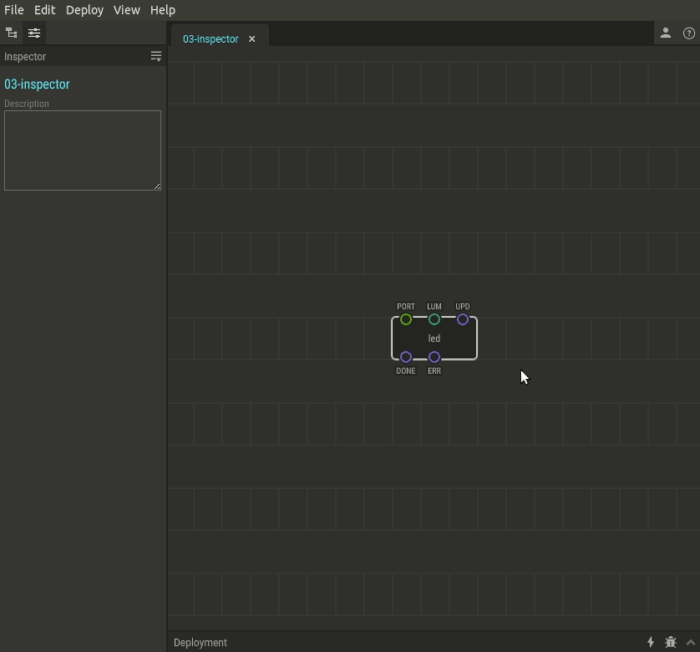 File Edit Deploy View Help
03-inspector ×
Inspector
03-inspector
Description
PORT LUM UPD
led
DONE ERR
Deployment